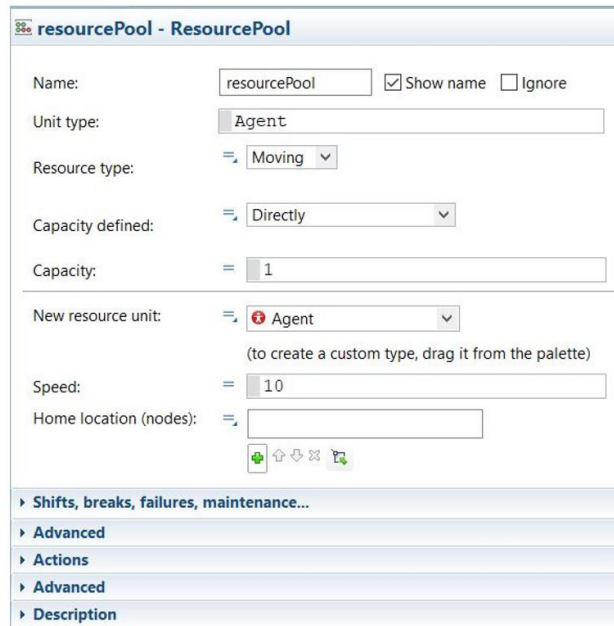 resourcePool - ResourcePool
Name: resourcePool Show name Ignore
Unit type: Agent
Resource type: Moving
Capacity defined: Directly
Capacity: 1
New resource unit: Agent
(to create a custom type, drag it from the palette)
Speed: 10
Home location (nodes):
Shifts, breaks, failures, maintenance...
Advanced
Actions
Advanced
Description